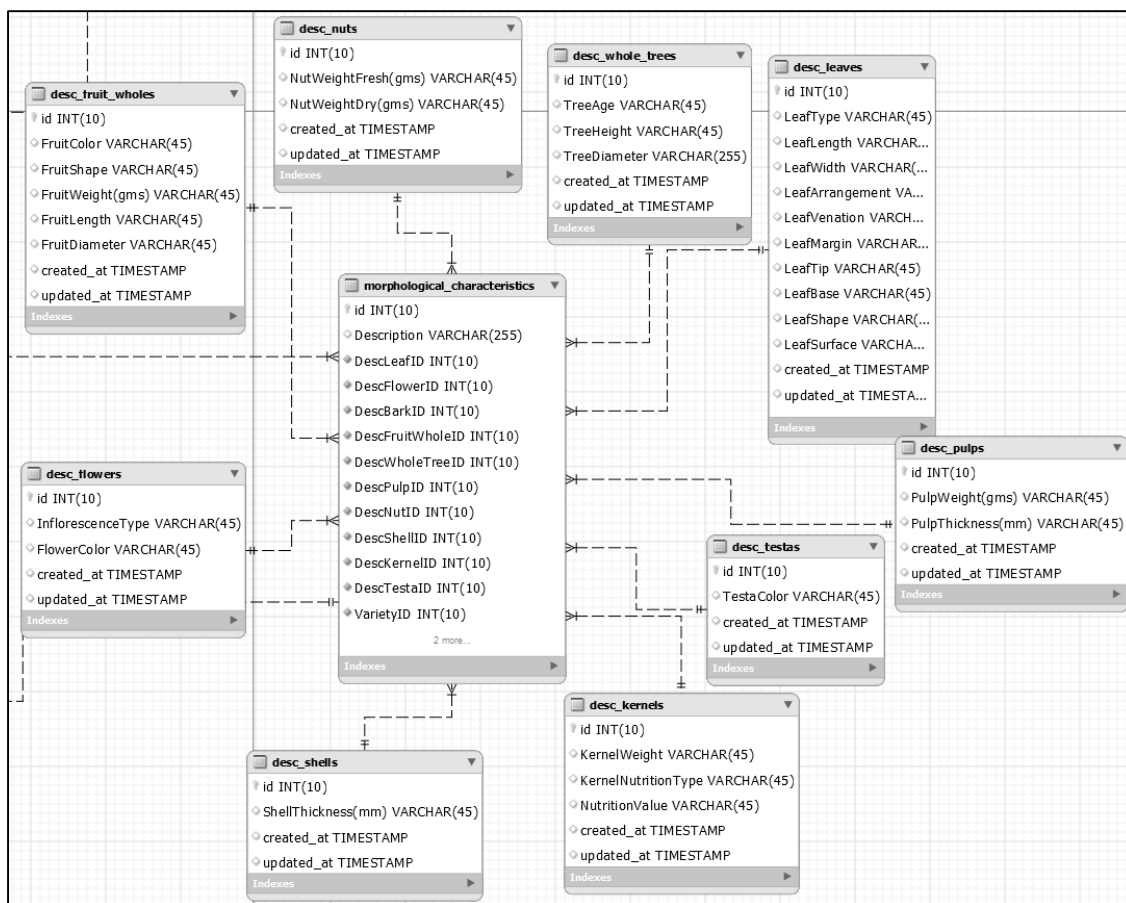 desc_nuts
id INT(10)
NutWeightFresh(gms) VARCHAR(45)
NutWeightDry(gms) VARCHAR(45)
created_at TIMESTAMP
updated_at TIMESTAMP
Indexes
desc_whole_trees
id INT(10)
TreeAge VARCHAR(45)
TreeHeight VARCHAR(45)
TreeDiameter VARCHAR(255)
created_at TIMESTAMP
updated_at TIMESTAMP
Indexes
desc_leaves
id INT(10)
LeafType VARCHAR(45)
LeafLength VARCHAR...
LeafWidth VARCHAR(...
LeafArrangement VA...
LeafVenation VARCH...
LeafMargin VARCHAR...
LeafTip VARCHAR(45)
LeafBase VARCHAR(45)
LeafShape VARCHAR(...
LeafSurface VARCHA...
created_at TIMESTAMP
updated_at TIMESTA...
Indexes
desc_fruit_wholes
id INT(10)
FruitColor VARCHAR(45)
FruitShape VARCHAR(45)
FruitWeight(gms) VARCHAR(45)
FruitLength VARCHAR(45)
FruitDiameter VARCHAR(45)
created_at TIMESTAMP
updated_at TIMESTAMP
Indexes
morphological_characteristics
id INT(10)
Description VARCHAR(255)
DescLeafID INT(10)
DescFlowerID INT(10)
DescBarkID INT(10)
DescFruitWholeID INT(10)
DescWholeTreeID INT(10)
DescPulpID INT(10)
DescNutID INT(10)
DescShellID INT(10)
DescKernelID INT(10)
DescTestaID INT(10)
VarietyID INT(10)
2 more...
Indexes
desc_pulps
id INT(10)
PulpWeight(gms) VARCHAR(45)
PulpThickness(mm) VARCHAR(45)
created_at TIMESTAMP
updated_at TIMESTAMP
Indexes
desc_flowers
id INT(10)
InflorescenceType VARCHAR(45)
FlowerColor VARCHAR(45)
created_at TIMESTAMP
updated_at TIMESTAMP
Indexes
desc_testas
id INT(10)
TestaColor VARCHAR(45)
created_at TIMESTAMP
updated_at TIMESTAMP
Indexes
desc_kernels
id INT(10)
KernelWeight VARCHAR(45)
KernelNutritionType VARCHAR(45)
NutritionValue VARCHAR(45)
created_at TIMESTAMP
updated_at TIMESTAMP
Indexes
desc_shells
id INT(10)
ShellThickness(mm) VARCHAR(45)
created_at TIMESTAMP
updated_at TIMESTAMP
Indexes